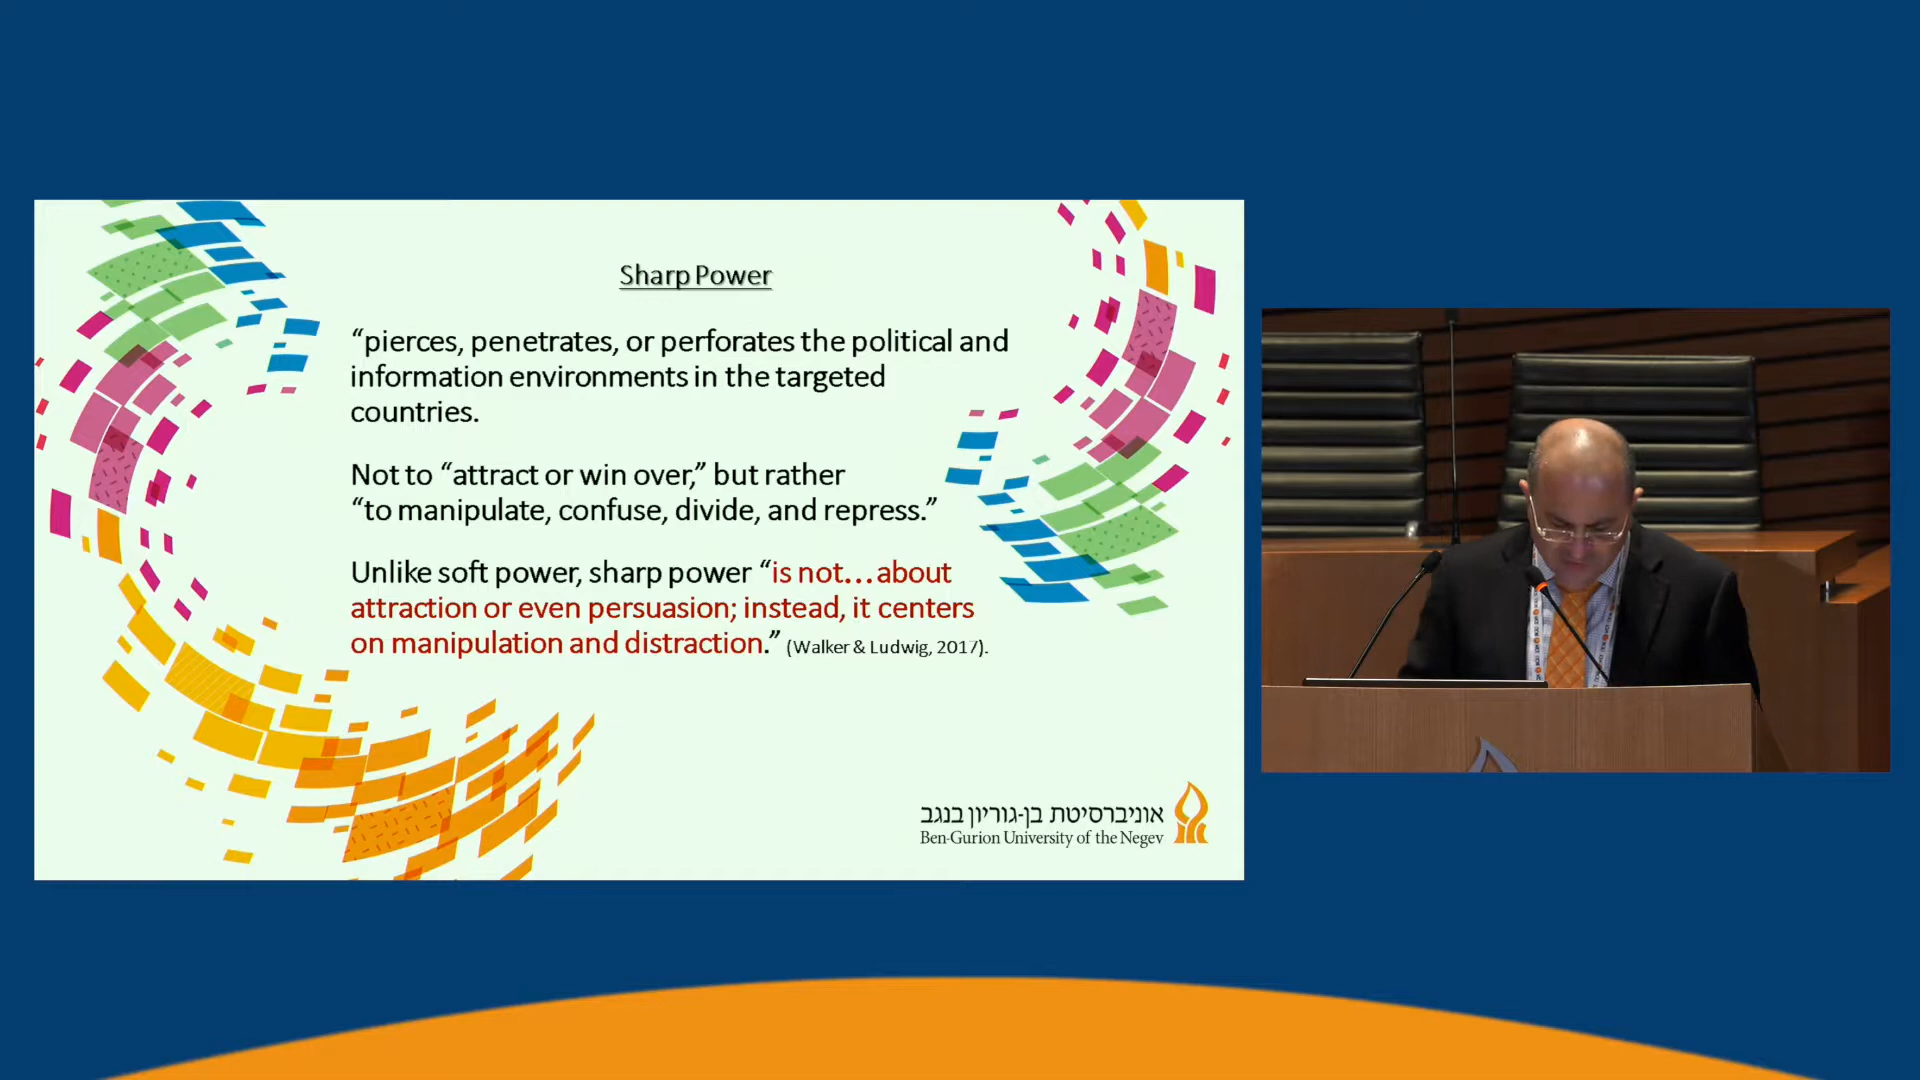 Sharp Power
“pierces, penetrates, or perforates the political and
information environments in the targeted
countries.
Not to “attract or win over,” but rather
“to manipulate, confuse, divide, and repress.”
Unlike soft power, sharp power “is not…about
attraction or even persuasion; instead, it centers
on manipulation and distraction.” (Walker & Ludwig, 2017).
אוניברסיטת בן-גוריון בנגב
Ben-Gurion University of the Negev